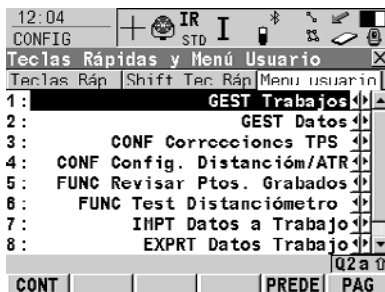 12:04
CONFIG
IR
STD
I
Teclas Rápidas y Menú Usuario X
Teclas Ráp Shift Tec Ráp Menu usuario
1 : GEST Trabajos
2 : GEST Datos
3 : CONF Correcciones TPS
4 : CONF Config. Distancióm/ATR
5 : FUNC Revisar Ptos. Grabados
6 : FUNC Test Distanciómetro
7 : IMPT Datos a Trabajo
8 : EXPRT Datos Trabajo
Q2a
CONT PREDE PAG